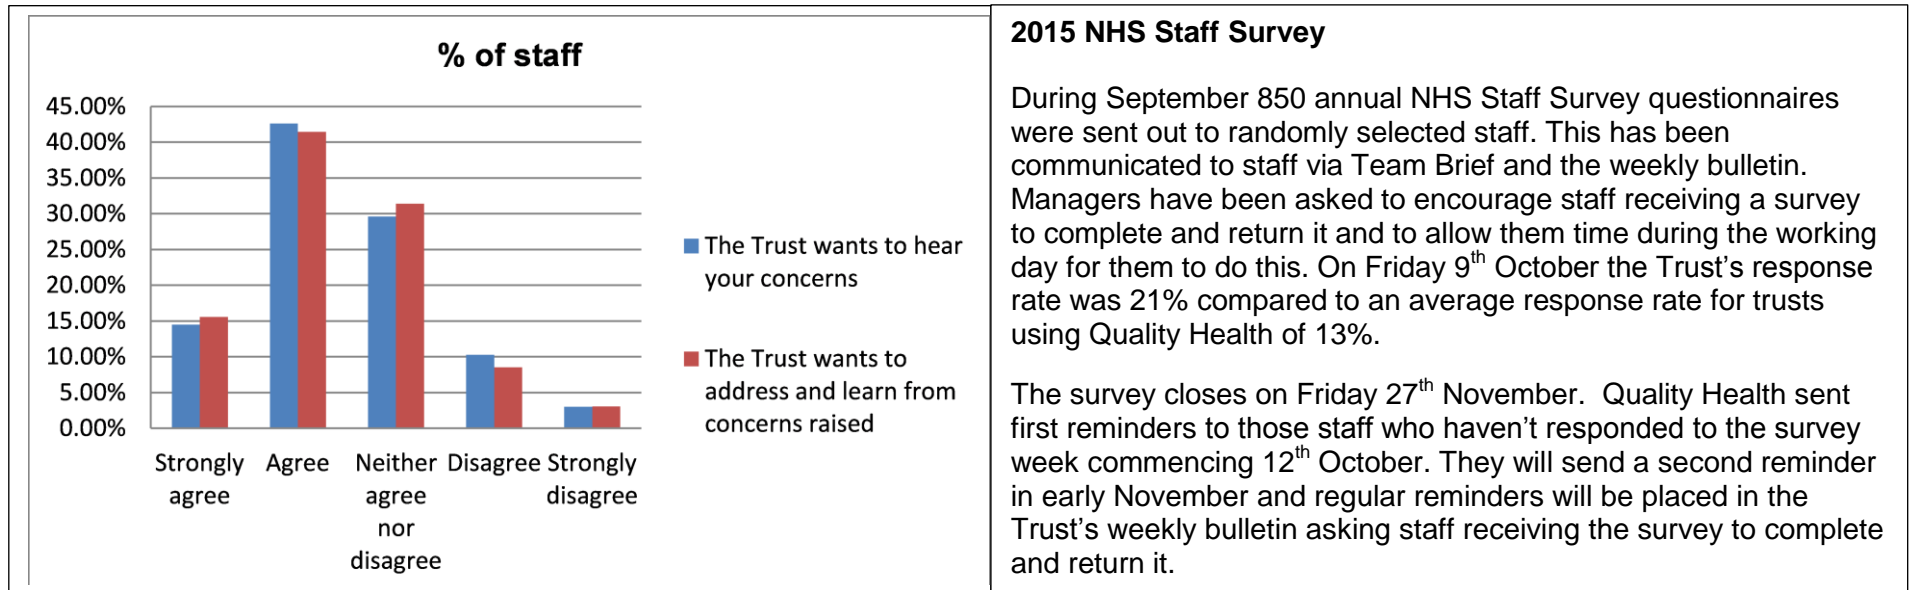 % of staff
45.00%
40.00%
35.00%
30.00%
25.00%
20.00%
15.00%
10.00%
5.00%
0.00%
Strongly
agree
Agree
Neither
agree
nor
disagree
Disagree
Strongly
disagree
The Trust wants to hear
your concerns
The Trust wants to
address and learn from
concerns raised
2015 NHS Staff Survey
During September 850 annual NHS Staff Survey questionnaires
were sent out to randomly selected staff. This has been
communicated to staff via Team Brief and the weekly bulletin.
Managers have been asked to encourage staff receiving a survey
to complete and return it and to allow them time during the working
day for them to do this. On Friday 9th October the Trust’s response
rate was 21% compared to an average response rate for trusts
using Quality Health of 13%.
The survey closes on Friday 27th November.  Quality Health sent
first reminders to those staff who haven’t responded to the survey
week commencing 12th October. They will send a second reminder
in early November and regular reminders will be placed in the
Trust’s weekly bulletin asking staff receiving the survey to complete
and return it.